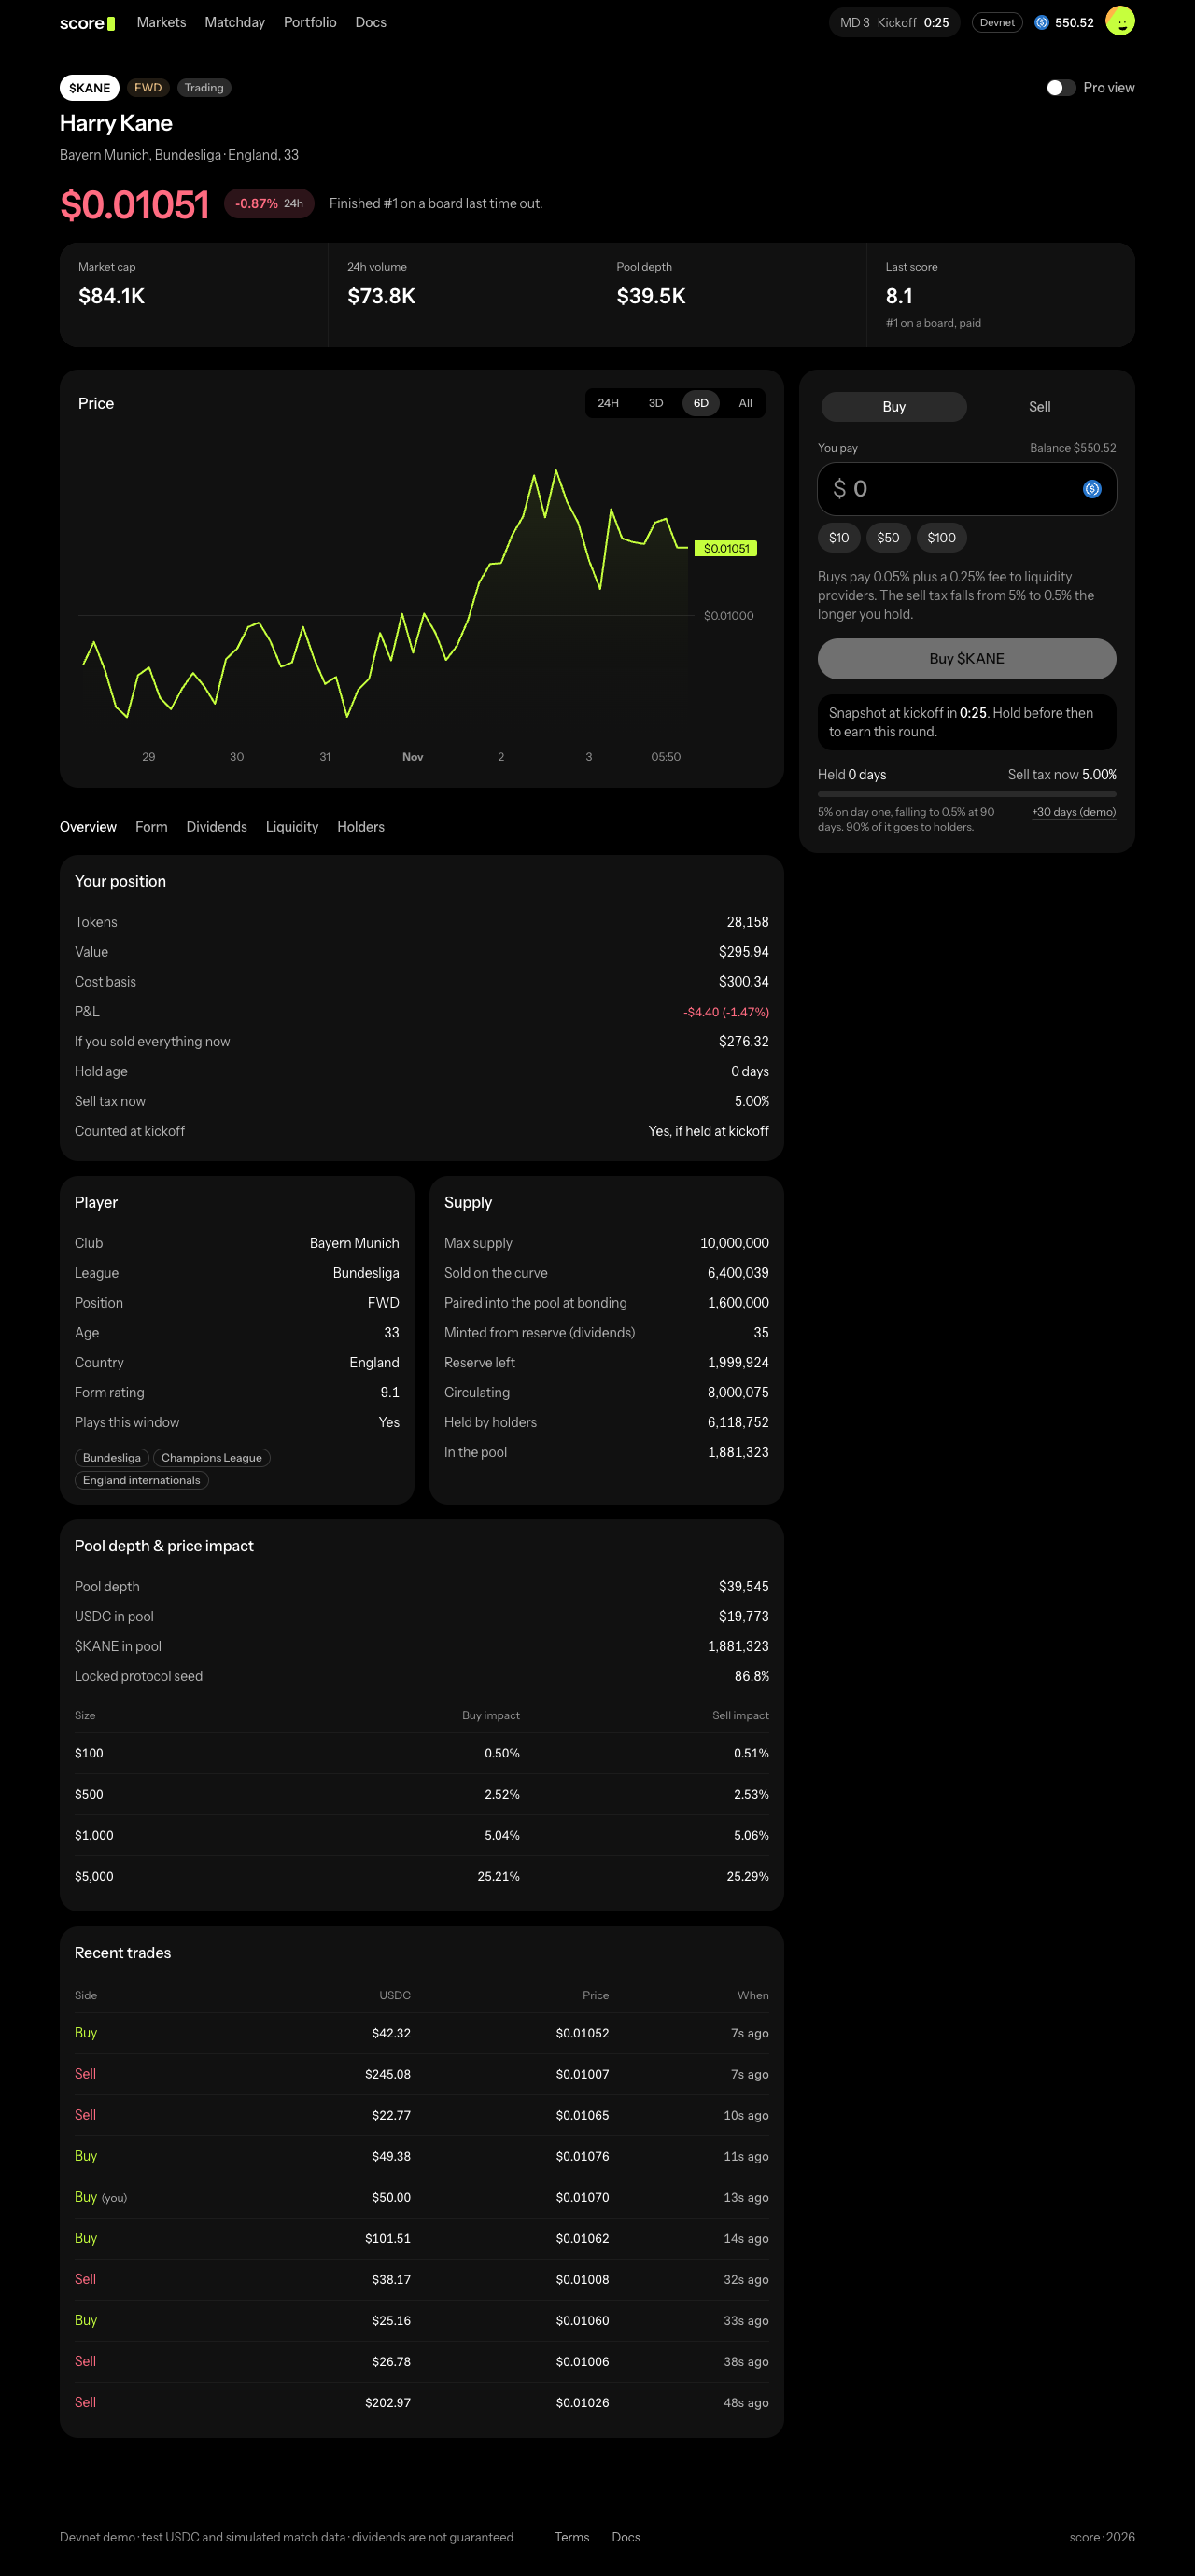 score Markets Matchday Portfolio Docs MD 3 Kickoff 0:25 Devnet 550.52
$KANE FWD Trading Pro view
Harry Kane
Bayern Munich, Bundesliga · England, 33
$0.01051 -0.87% 24h Finished #1 on a board last time out.
Market cap 24h volume Pool depth Last score
$84.1K $73.8K $39.5K 8.1
#1 on a board, paid
Price 24H 3D 6D All
$0.01051
$0.01000
29 30 31 Nov 2 3 05:50
Buy Sell
You pay Balance $550.52
$ 0
$10 $50 $100
Buys pay 0.05% plus a 0.25% fee to liquidity
providers. The sell tax falls from 5% to 0.5% the
longer you hold.
Buy $KANE
Snapshot at kickoff in 0:25. Hold before then
to earn this round.
Held 0 days Sell tax now 5.00%
5% on day one, falling to 0.5% at 90 +30 days (demo)
days. 90% of it goes to holders.
Overview Form Dividends Liquidity Holders
Your position
Tokens 28,158
Value $295.94
Cost basis $300.34
P&L -$4.40 (-1.47%)
If you sold everything now $276.32
Hold age 0 days
Sell tax now 5.00%
Counted at kickoff Yes, if held at kickoff
Player
Club Bayern Munich
League Bundesliga
Position FWD
Age 33
Country England
Form rating 9.1
Plays this window Yes
Bundesliga Champions League
England internationals
Supply
Max supply 10,000,000
Sold on the curve 6,400,039
Paired into the pool at bonding 1,600,000
Minted from reserve (dividends) 35
Reserve left 1,999,924
Circulating 8,000,075
Held by holders 6,118,752
In the pool 1,881,323
Pool depth & price impact
Pool depth $39,545
USDC in pool $19,773
$KANE in pool 1,881,323
Locked protocol seed 86.8%
Size Buy impact Sell impact
$100 0.50% 0.51%
$500 2.52% 2.53%
$1,000 5.04% 5.06%
$5,000 25.21% 25.29%
Recent trades
Side USDC Price When
Buy $42.32 $0.01052 7s ago
Sell $245.08 $0.01007 7s ago
Sell $22.77 $0.01065 10s ago
Buy $49.38 $0.01076 11s ago
Buy (you) $50.00 $0.01070 13s ago
Buy $101.51 $0.01062 14s ago
Sell $38.17 $0.01008 32s ago
Buy $25.16 $0.01060 33s ago
Sell $26.78 $0.01006 38s ago
Sell $202.97 $0.01026 48s ago
Devnet demo · test USDC and simulated match data · dividends are not guaranteed Terms Docs score · 2026